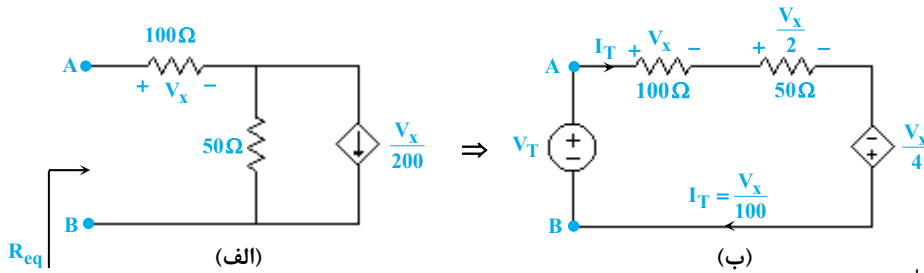 100Ω
A
+ Vx −
50Ω
Vx/200
B
Req
(الف)
⇒
IT
+ Vx −
+ Vx/2 −
A
100Ω
50Ω
VT
+
−
−
+
Vx/4
IT = Vx/100
B
(ب)